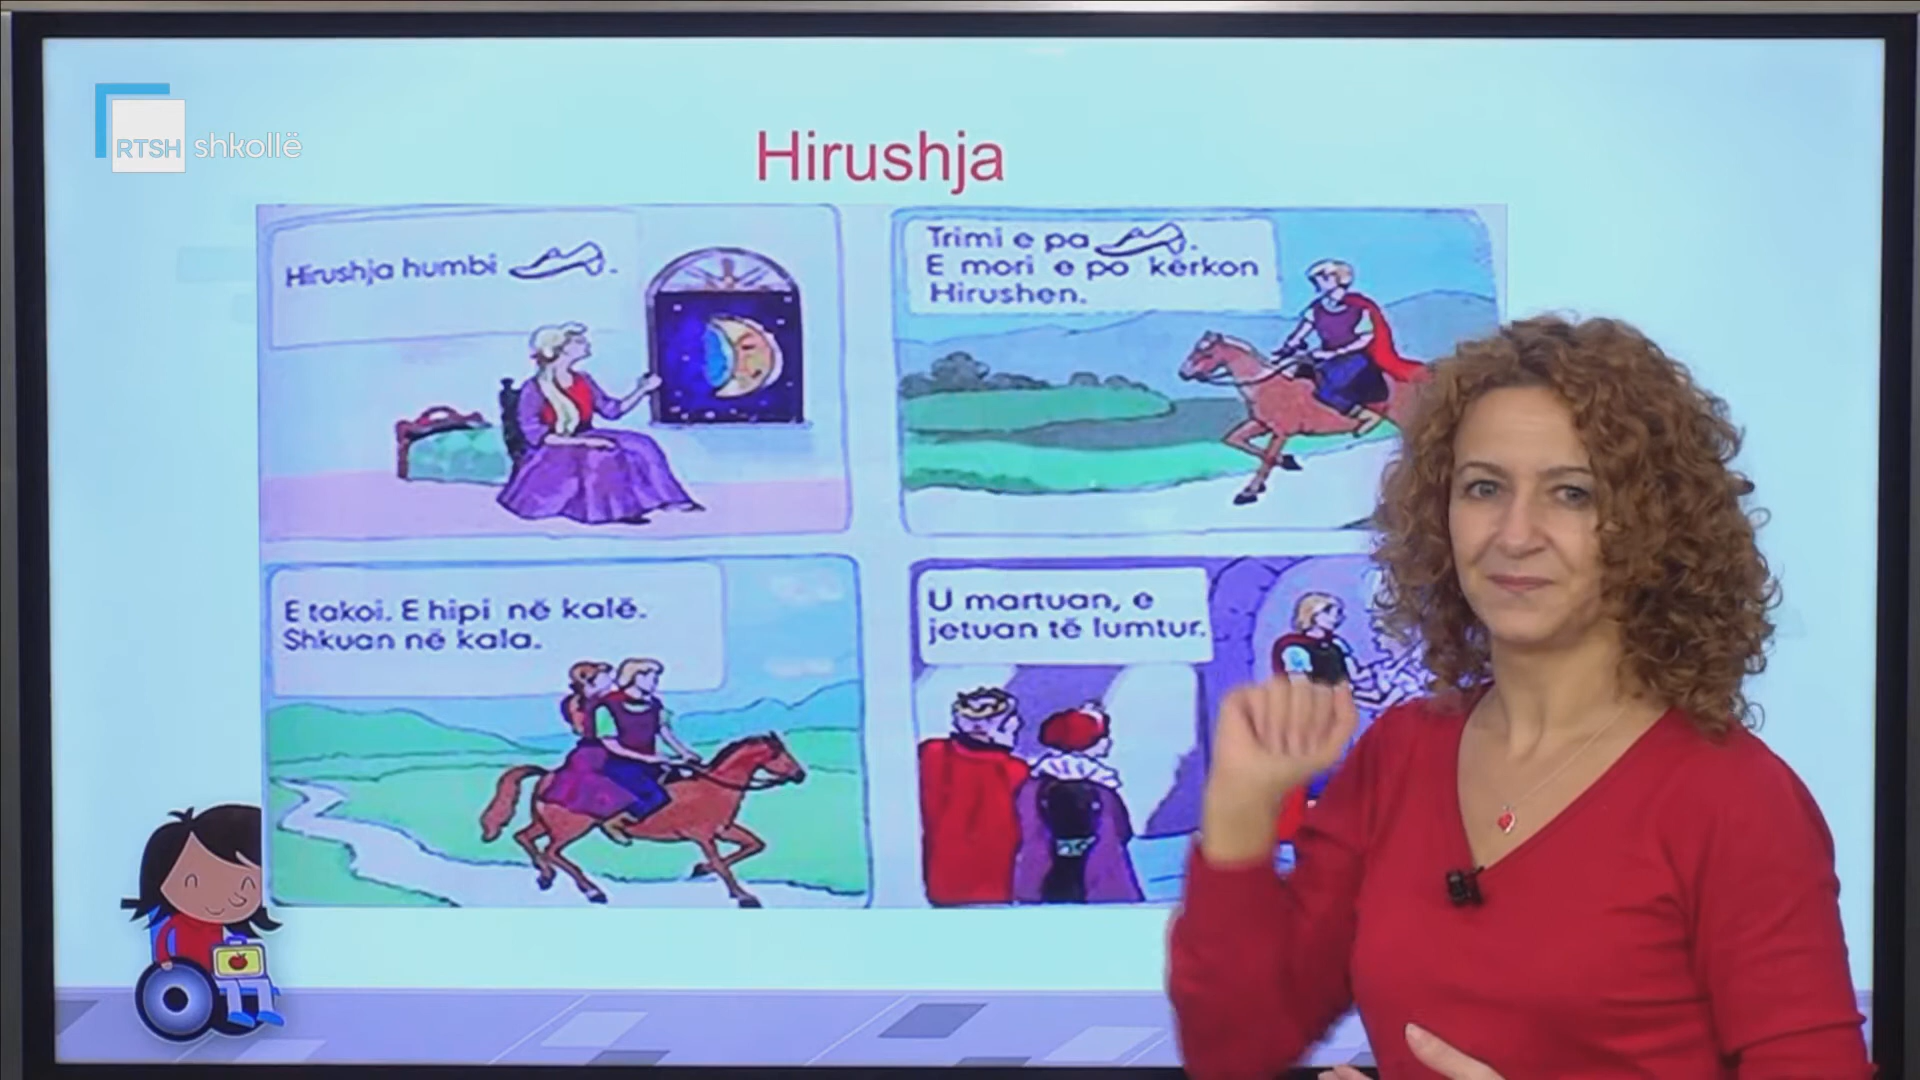 RTSH shkollë
Hirushja
Hirushja humbi .
Trimi e pa .
E mori e po kërkon
Hirushen.
E takoi. E hipi në kalë.
Shkuan në kala.
U martuan, e
jetuan të lumtur.